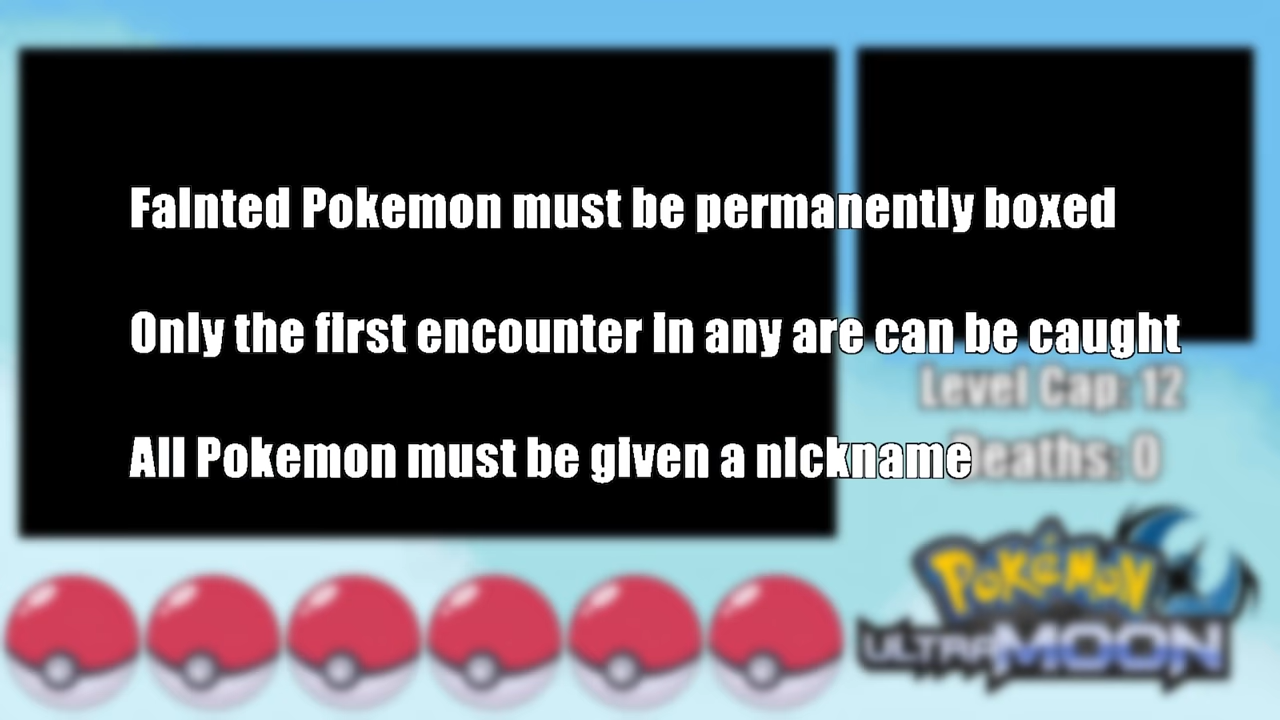 Fainted Pokemon must be permanently boxed
Only the first encounter in any are can be caught
Level Cap: 12
All Pokemon must be given a nickname
Deaths: 0
POKéMON
ULTRA MOON